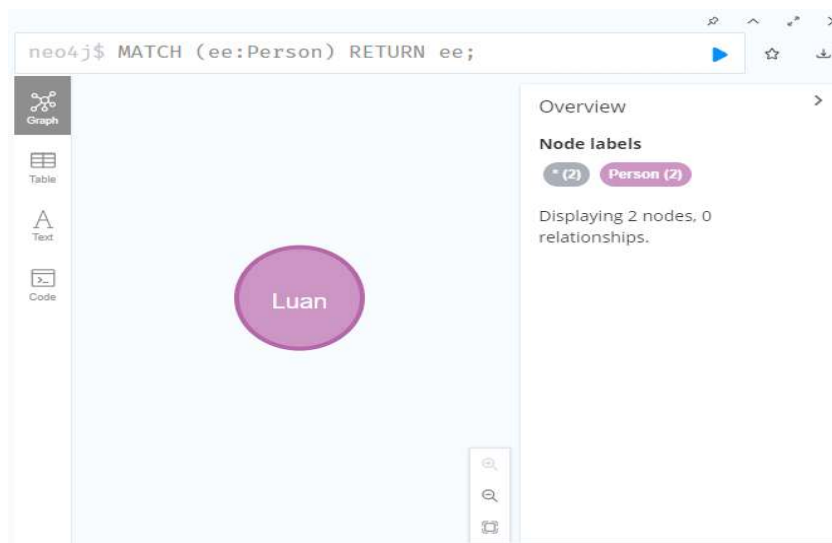 neo4j$ MATCH (ee:Person) RETURN ee;
Graph
Table
A
Text
>_
Code
Luan
Overview
Node labels
* (2) Person (2)
Displaying 2 nodes, 0
relationships.